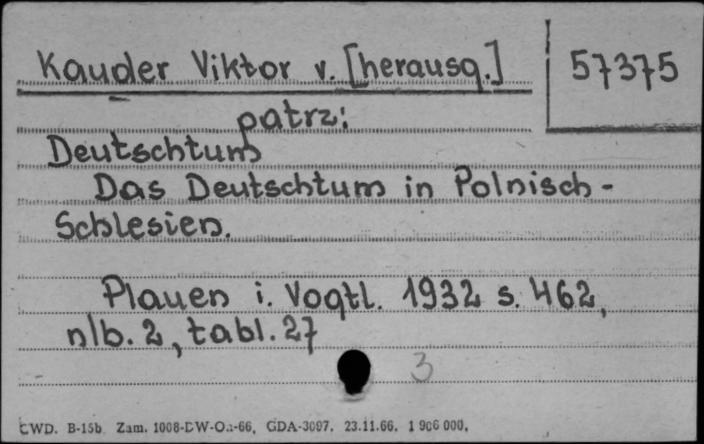 Kauder Viktor v. [herausg.] 57375
patrz:
Deutschtum
Das Deutschtum in Polnisch-
Schlesien.
Plauen i. Vogtl. 1932 s. 462,
nlb. 2, tabl. 27
3
CWD. B-15b Zam. 1008-DW-Oa-66, GDA-3097. 23.11.66. 1 906 000.